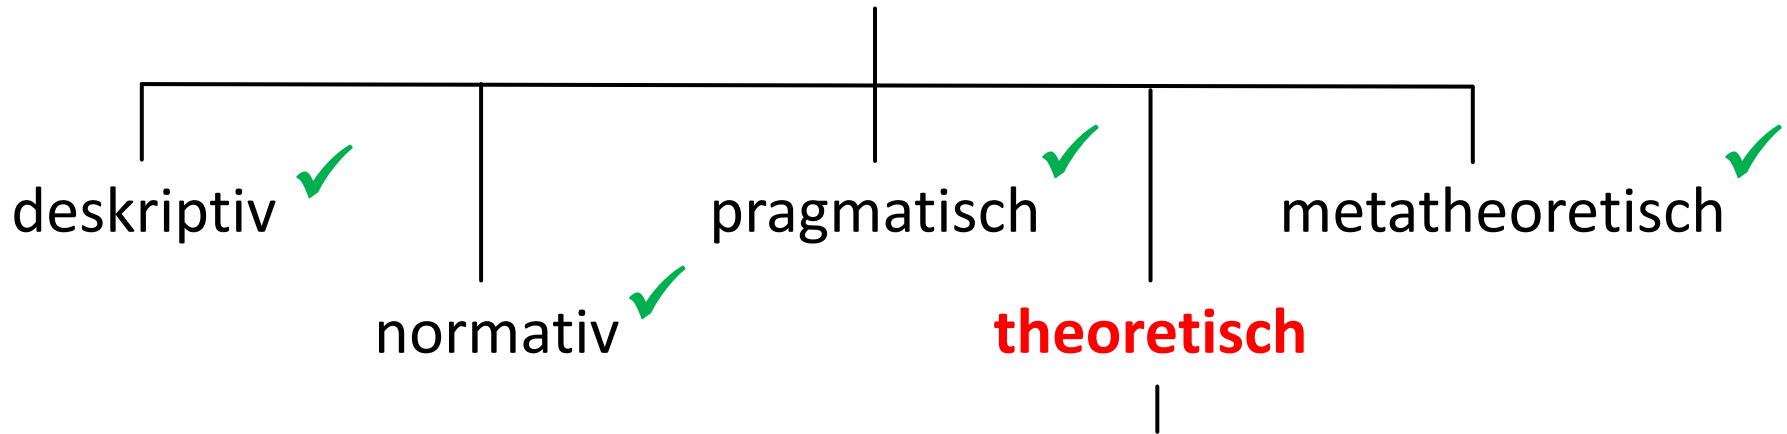 deskriptiv
pragmatisch
metatheoretisch
normativ
theoretisch